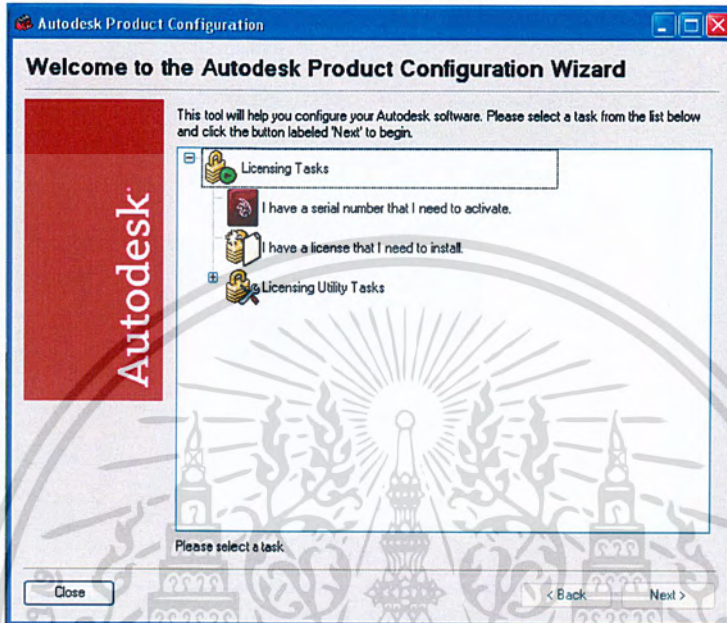 Autodesk Product Configuration
Welcome to the Autodesk Product Configuration Wizard
This tool will help you configure your Autodesk software. Please select a task from the list below
and click the button labeled 'Next' to begin.
Autodesk
Licensing Tasks
I have a serial number that I need to activate.
I have a license that I need to install.
Licensing Utility Tasks
Please select a task
Close
< Back
Next >